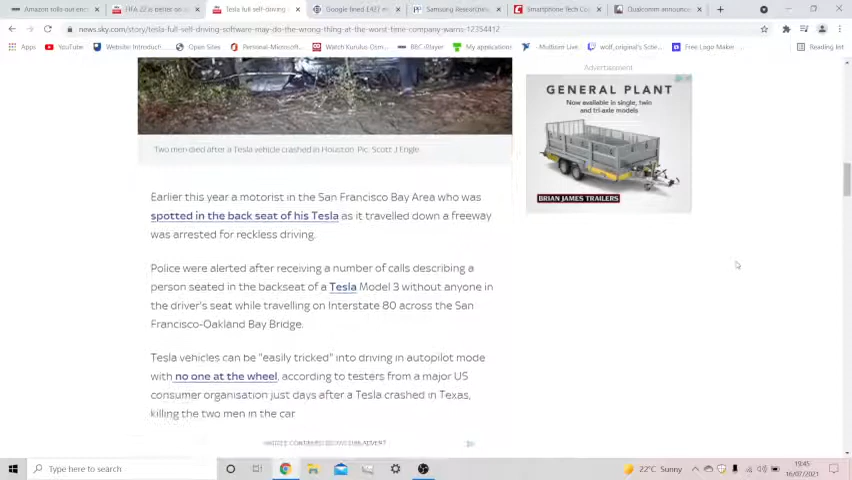 Amazon rolls out enc
FIFA 22 is better on
Tesla full self-driving
Google fined £427 m
Samsung Researcher
Smartphone Tech Co
Qualcomm announc
news.sky.com/story/tesla-full-self-driving-software-may-do-the-wrong-thing-at-the-worst-time-company-warns-12354412
Apps
YouTube
Website Introduct
Open Sites
Personal-Microsoft
Watch Kurulus Osm
BBC iPlayer
My applications
Multilom Live
wolf_original's Scre
Free Logo Maker
Reading list
Two men died after a Tesla vehicle crashed in Houston Pic: Scott J Engle
Advertisement
GENERAL PLANT
Now available in single, twin
and tri-axle models
BRIAN JAMES TRAILERS
Earlier this year a motorist in the San Francisco Bay Area who was
spotted in the back seat of his Tesla as it travelled down a freeway
was arrested for reckless driving.
Police were alerted after receiving a number of calls describing a
person seated in the backseat of a Tesla Model 3 without anyone in
the driver's seat while travelling on Interstate 80 across the San
Francisco-Oakland Bay Bridge.
Tesla vehicles can be "easily tricked" into driving in autopilot mode
with no one at the wheel, according to testers from a major US
consumer organisation just days after a Tesla crashed in Texas,
killing the two men in the car
Type here to search
22°C Sunny
19:45
16/07/2021